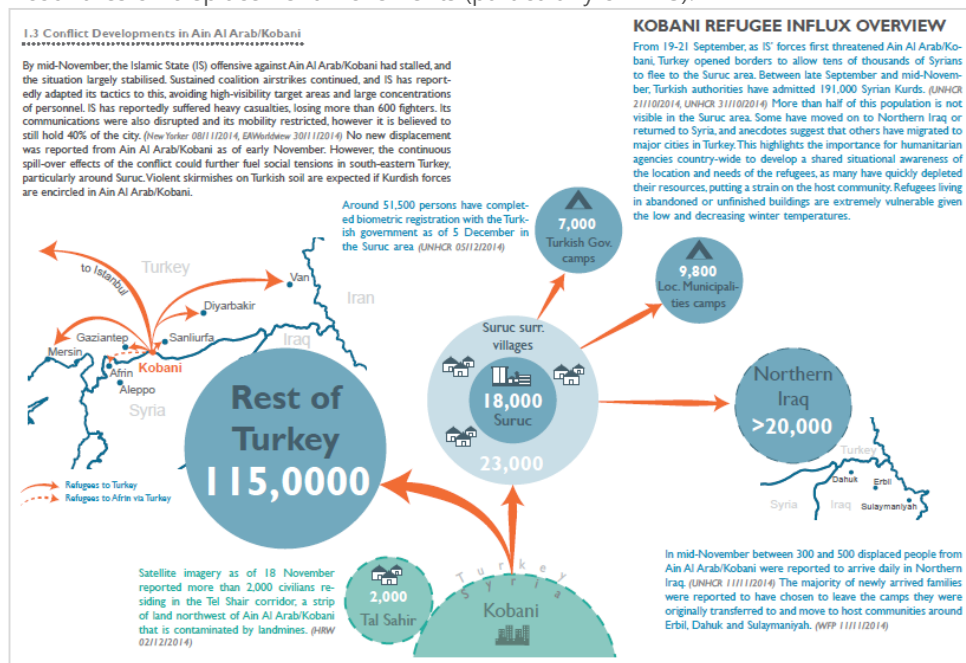 1.3 Conflict Developments in Ain Al Arab/Kobani
By mid-November, the Islamic State (IS) offensive against Ain Al Arab/Kobani had stalled, and
the situation largely stabilised. Sustained coalition airstrikes continued, and IS has report-
edly adapted its tactics to this, avoiding high-visibility target areas and large concentrations
of personnel. IS has reportedly suffered heavy casualties, losing more than 600 fighters. Its
communications were also disrupted and its mobility restricted, however it is believed to
still hold 40% of the city. (New Yorker 08/11/2014, EAWorldview 30/11/2014) No new displacement
was reported from Ain Al Arab/Kobani as of early November. However, the continuous
spill-over effects of the conflict could further fuel social tensions in south-eastern Turkey,
particularly around Suruc. Violent skirmishes on Turkish soil are expected if Kurdish forces
are encircled in Ain Al Arab/Kobani.
KOBANI REFUGEE INFLUX OVERVIEW
From 19-21 September, as IS' forces first threatened Ain Al Arab/Ko-
bani, Turkey opened borders to allow tens of thousands of Syrians
to flee to the Suruc area. Between late September and mid-Novem-
ber, Turkish authorities have admitted 191,000 Syrian Kurds. (UNHCR
21/10/2014, UNHCR 31/10/2014) More than half of this population is not
visible in the Suruc area. Some have moved on to Northern Iraq or
returned to Syria, and anecdotes suggest that others have migrated to
major cities in Turkey. This highlights the importance for humanitarian
agencies country-wide to develop a shared situational awareness of
the location and needs of the refugees, as many have quickly depleted
their resources, putting a strain on the host community. Refugees living
in abandoned or unfinished buildings are extremely vulnerable given
the low and decreasing winter temperatures.
Around 51,500 persons have complet-
ed biometric registration with the Turk-
ish government as of 5 December in
the Suruc area (UNHCR 05/12/2014)
7,000
Turkish Gov.
camps
9,800
Loc. Municipali-
ties camps
to Istanbul
Turkey
Van
Iran
Diyarbakir
Gaziantep
Sanliurfa
Iraq
Mersin
Kobani
Afrin
Aleppo
Syria
Refugees to Turkey
Refugees to Afrin via Turkey
Rest of
Turkey
115,0000
Suruc surr.
villages
18,000
Suruc
23,000
Northern
Iraq
>20,000
Turkey
Dahuk
Erbil
Syria
Iraq
Sulaymaniyah
Satellite imagery as of 18 November
reported more than 2,000 civilians re-
siding in the Tel Shair corridor, a strip
of land northwest of Ain Al Arab/Kobani
that is contaminated by landmines. (HRW
02/12/2014)
2,000
Tal Sahir
Turkey
Syria
Kobani
In mid-November between 300 and 500 displaced people from
Ain Al Arab/Kobani were reported to arrive daily in Northern
Iraq. (UNHCR 11/11/2014) The majority of newly arrived families
were reported to have chosen to leave the camps they were
originally transferred to and move to host communities around
Erbil, Dahuk and Sulaymaniyah. (WFP 11/11/2014)